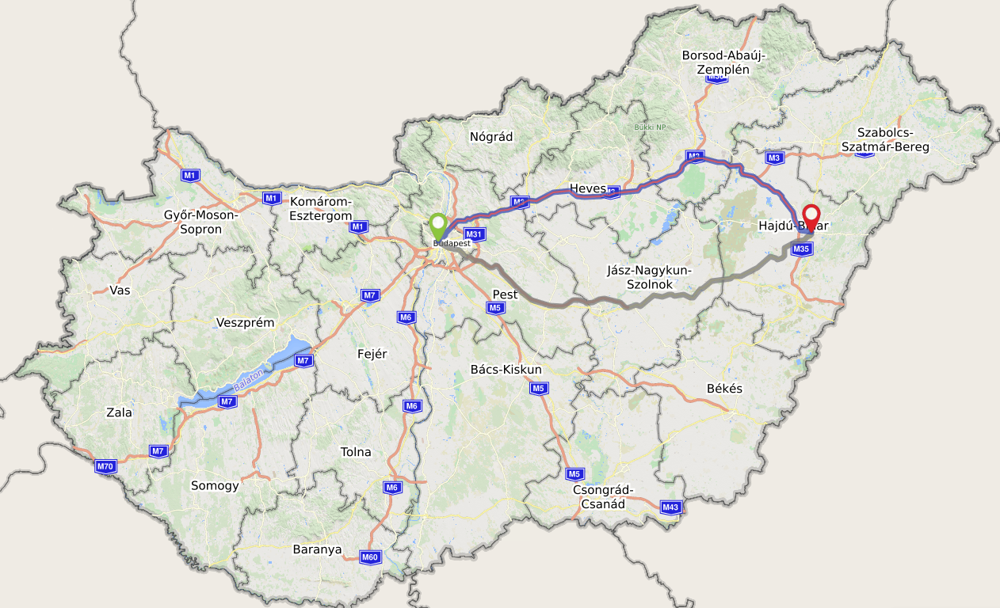 Borsod-Abaúj-
Zemplén
M30
Nógrád
Bükki NP
Szabolcs-
Szatmár-Bereg
M3
M3
M1
M1
Komárom-
Esztergom
M1
Győr-Moson-
Sopron
Heves
M3
M31
Budapest
Hajdú-Bihar
M35
Jász-Nagykun-
Szolnok
Vas
M7
Pest
M5
M6
Veszprém
Fejér
M7
Balaton
Bács-Kiskun
M5
Békés
M7
M6
Zala
M7
M70
Tolna
Somogy
M6
M5
Csongrád-
Csanád
M43
Baranya
M60